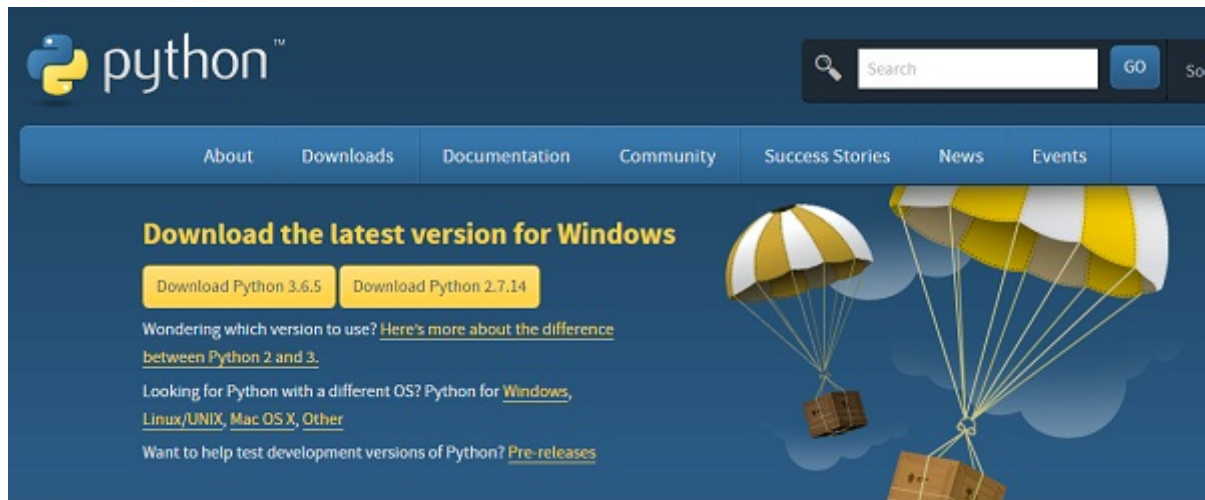 python™
Search
GO
So
About Downloads Documentation Community Success Stories News Events
Download the latest version for Windows
Download Python 3.6.5 Download Python 2.7.14
Wondering which version to use? Here's more about the difference
between Python 2 and 3.
Looking for Python with a different OS? Python for Windows,
Linux/UNIX, Mac OS X, Other
Want to help test development versions of Python? Pre-releases